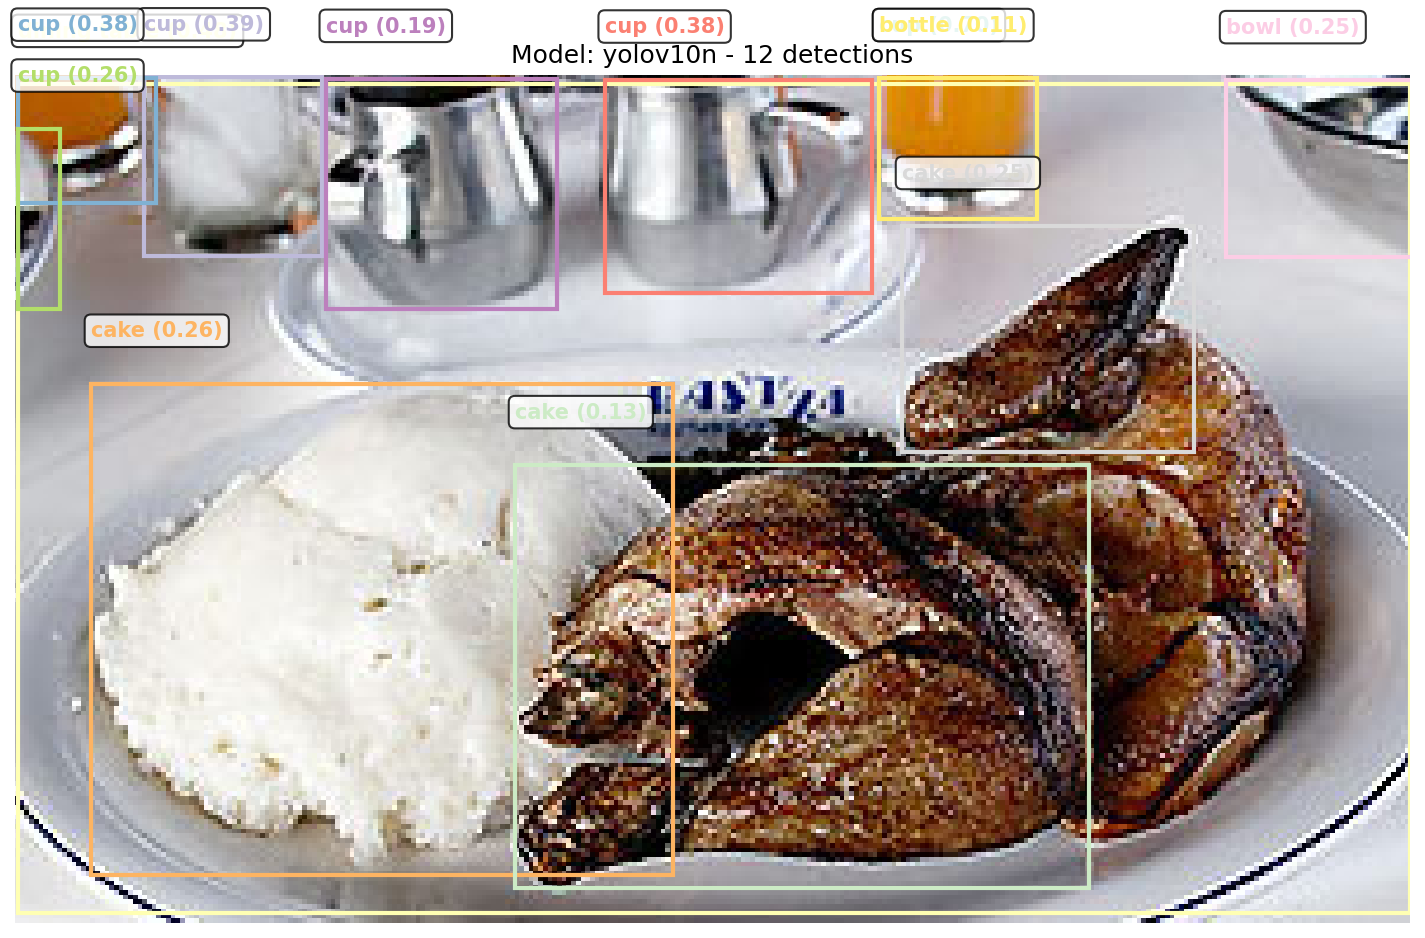 cup (0.38)
cup (0.39)
cup (0.19)
cup (0.38)
bottle (0.11)
bowl (0.25)
Model: yolov10n - 12 detections
cup (0.26)
cake (0.25)
cake (0.26)
cake (0.13)